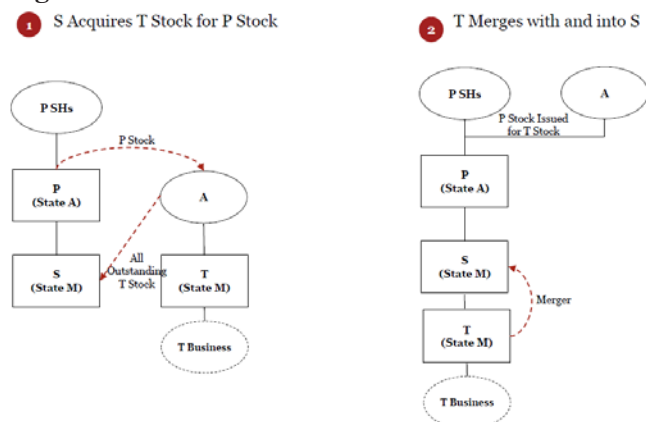 1 S Acquires T Stock for P Stock
P SHs
P Stock
P
(State A)
A
S
(State M)
All
Outstanding
T Stock
T
(State M)
T Business
2 T Merges with and into S
P SHs
A
P Stock Issued
for T Stock
P
(State A)
S
(State M)
Merger
T
(State M)
T Business